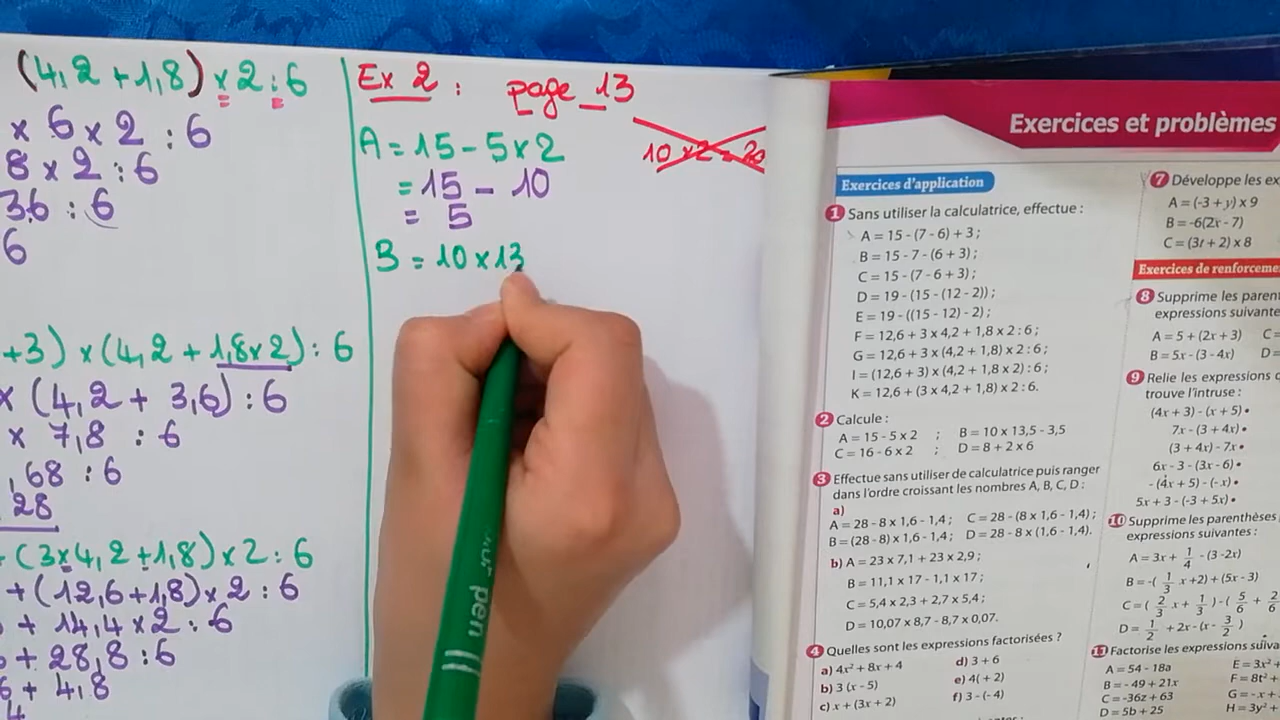 (4,2 + 1,8) × 2 : 6
× 6 × 2 : 6
8 × 2 : 6
36 : 6
6
+3) × (4,2 + 1,8×2) : 6
× (4,2 + 3,6) : 6
× 7,8 : 6
,68 : 6
28
(3×4,2+1,8) × 2 : 6
+ (12,6+1,8) × 2 : 6
+ 14,4 × 2 : 6
+ 28,8 : 6
6 + 4,8
Ex 2 : page 13
A = 15 - 5 × 2
= 15 - 10
= 5
10 × 2 = 20
B = 10 × 13
pen
Exercices et problèmes
Exercices d'application
1 Sans utiliser la calculatrice, effectue :
A = 15 - (7 - 6) + 3 ;
B = 15 - 7 - (6 + 3) ;
C = 15 - (7 - 6 + 3) ;
D = 19 - (15 - (12 - 2)) ;
E = 19 - ((15 - 12) - 2) ;
F = 12,6 + 3 x 4,2 + 1,8 x 2 : 6 ;
G = 12,6 + 3 x (4,2 + 1,8) x 2 : 6 ;
I = (12,6 + 3) x (4,2 + 1,8 x 2) : 6 ;
K = 12,6 + (3 x 4,2 + 1,8) x 2 : 6.
2 Calcule :
A = 15 - 5 x 2 ; B = 10 x 13,5 - 3,5
C = 16 - 6 x 2 ; D = 8 + 2 x 6
3 Effectue sans utiliser de calculatrice puis ranger
dans l'ordre croissant les nombres A, B, C, D :
a)
A = 28 - 8 x 1,6 - 1,4 ; C = 28 - (8 x 1,6 - 1,4) ;
B = (28 - 8) x 1,6 - 1,4 ; D = 28 - 8 x (1,6 - 1,4).
b) A = 23 x 7,1 + 23 x 2,9 ;
B = 11,1 x 17 - 1,1 x 17 ;
C = 5,4 x 2,3 + 2,7 x 5,4 ;
D = 10,07 x 8,7 - 8,7 x 0,07.
4 Quelles sont les expressions factorisées ?
a) 4x² + 8x + 4 d) 3 + 6
b) 3 (x - 5) e) 4( + 2)
c) x + (3x + 2) f) 3 - (- 4)
7 Développe les ex
A = (-3 + y) x 9
B = -6(2x - 7)
C = (3t + 2) x 8
Exercices de renforceme
8 Supprime les paren
expressions suivante
A = 5 + (2x + 3) C =
B = 5x - (3 - 4x) D =
9 Relie les expressions
trouve l'intruse :
(4x + 3) - (x + 5) •
7x - (3 + 4x) •
(3 + 4x) - 7x •
6x - 3 - (3x - 6) •
- (4x + 5) - (- x) •
5x + 3 - (-3 + 5x) •
10 Supprime les parenthèses
expressions suivantes :
A = 3x + 1/4 - (3 -2x)
B = -( 1/3 +2) + (5x - 3)
C = ( 2/3 x + 1/3 ) - ( 5/6 + 2/6
D = 1/2 + 2x - (x - 3/2 )
11 Factorise les expressions suiva
A = 54 - 18a E = 3x² +
B = - 49 + 21x F = 8t² +
C = -36z + 63 G = -x +
D = 5b + 25 H = 3y² +